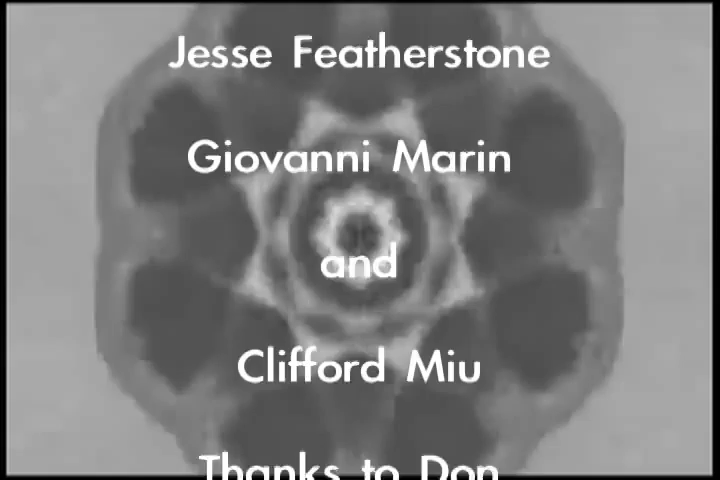 Jesse Featherstone
Giovanni Marin
and
Clifford Miu
Thanks to Don